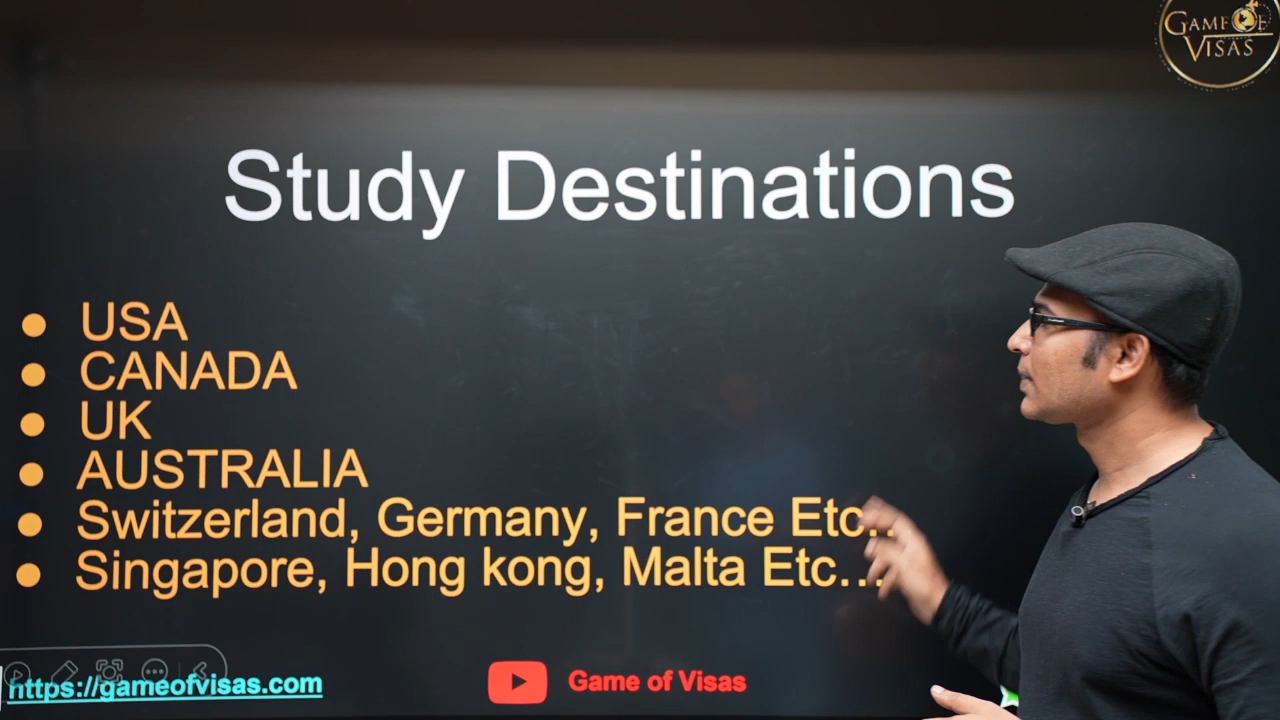 GAME OF
VISAS
Study Destinations
USA
CANADA
UK
AUSTRALIA
Switzerland, Germany, France Etc..
Singapore, Hong kong, Malta Etc...
https://gameofvisas.com
Game of Visas